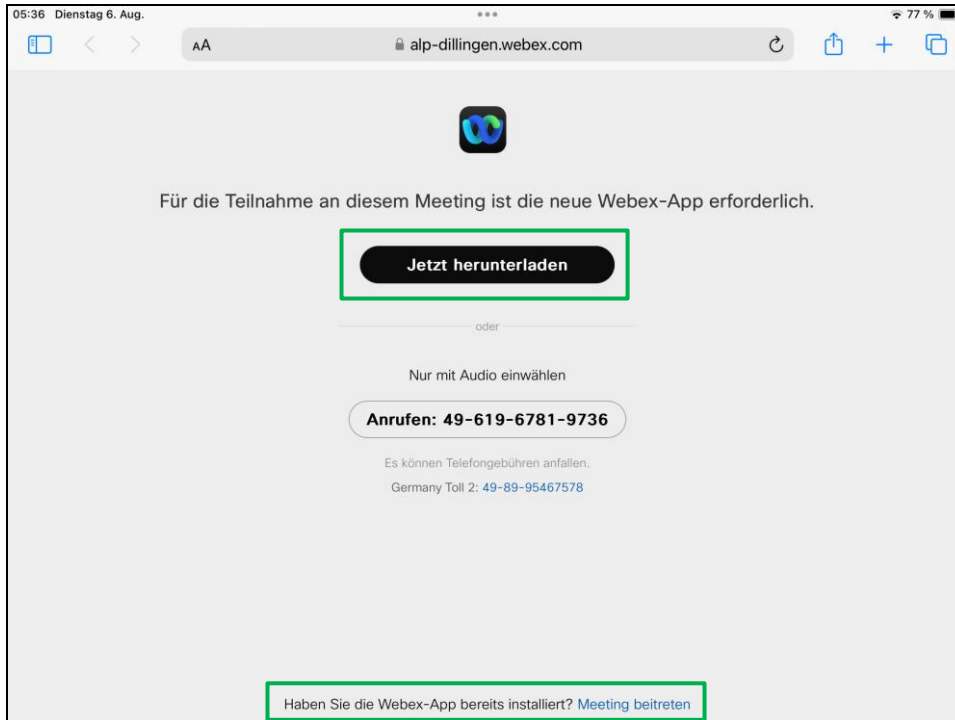 05:36 Dienstag 6. Aug.
77 %
AA
alp-dillingen.webex.com
Für die Teilnahme an diesem Meeting ist die neue Webex-App erforderlich.
Jetzt herunterladen
oder
Nur mit Audio einwählen
Anrufen: 49-619-6781-9736
Es können Telefongebühren anfallen.
Germany Toll 2: 49-89-95467578
Haben Sie die Webex-App bereits installiert? Meeting beitreten